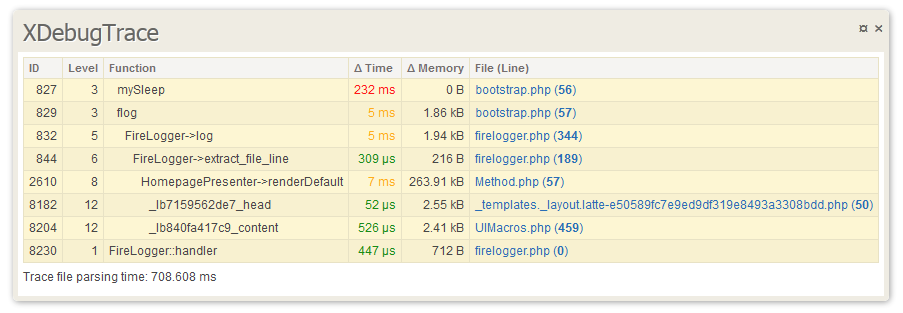 XDebugTrace
ID Level Function Δ Time Δ Memory File (Line)
827 3 mySleep 232 ms 0 B bootstrap.php (56)
829 3 flog 5 ms 1.86 kB bootstrap.php (57)
832 5 FireLogger->log 5 ms 1.94 kB firelogger.php (344)
844 6 FireLogger->extract_file_line 309 µs 216 B firelogger.php (189)
2610 8 HomepagePresenter->renderDefault 7 ms 263.91 kB Method.php (57)
8182 12 _lb7159562de7_head 52 µs 2.55 kB _templates._layout.latte-e50589fc7e9ed9df319e8493a3308bdd.php (50)
8204 12 _lb840fa417c9_content 526 µs 2.41 kB UIMacros.php (459)
8230 1 FireLogger::handler 447 µs 712 B firelogger.php (0)
Trace file parsing time: 708.608 ms